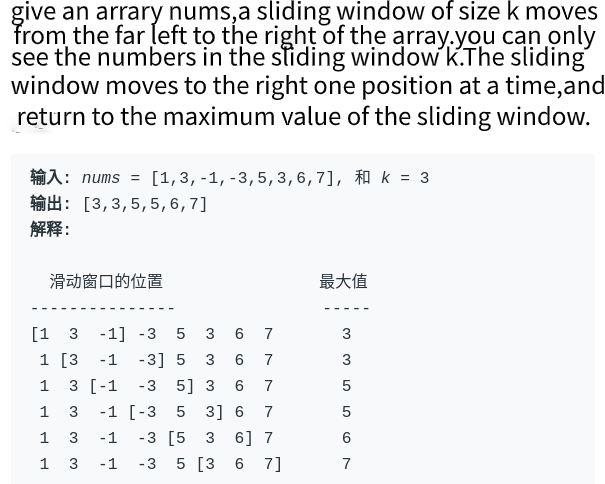 give an arrary nums,a sliding window of size k moves
from the far left to the right of the array.you can only
see the numbers in the sliding window k.The sliding
window moves to the right one position at a time,and
return to the maximum value of the sliding window.
输入: nums = [1,3,-1,-3,5,3,6,7], 和 k = 3
输出: [3,3,5,5,6,7]
解释:
滑动窗口的位置 最大值
--------------- -----
[1 3 -1] -3 5 3 6 7 3
1 [3 -1 -3] 5 3 6 7 3
1 3 [-1 -3 5] 3 6 7 5
1 3 -1 [-3 5 3] 6 7 5
1 3 -1 -3 [5 3 6] 7 6
1 3 -1 -3 5 [3 6 7] 7